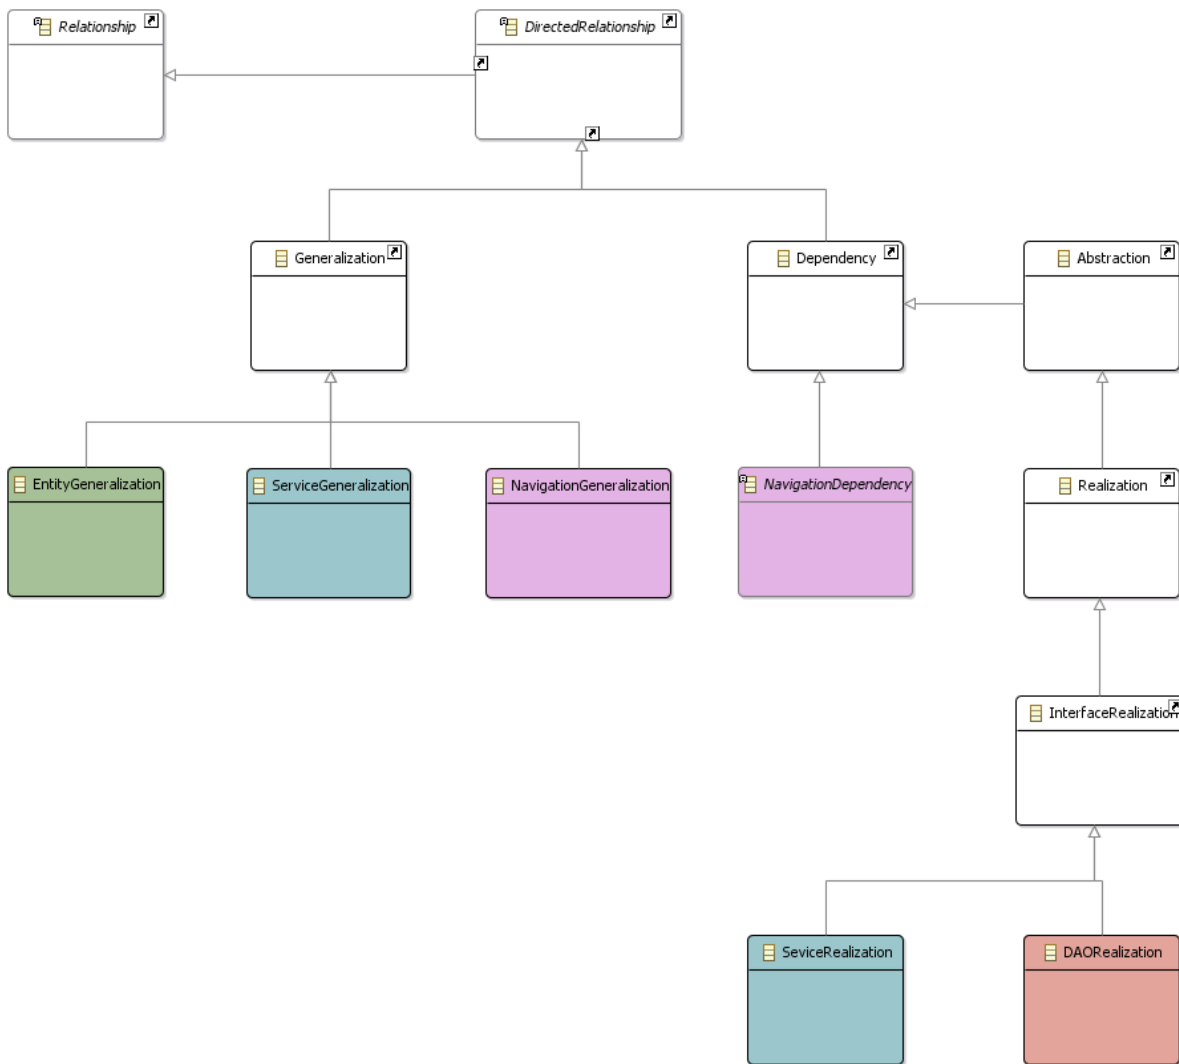 Relationship
DirectedRelationship
Generalization
Dependency
Abstraction
EntityGeneralization
ServiceGeneralization
NavigationGeneralization
NavigationDependency
Realization
InterfaceRealization
SeviceRealization
DAORealization